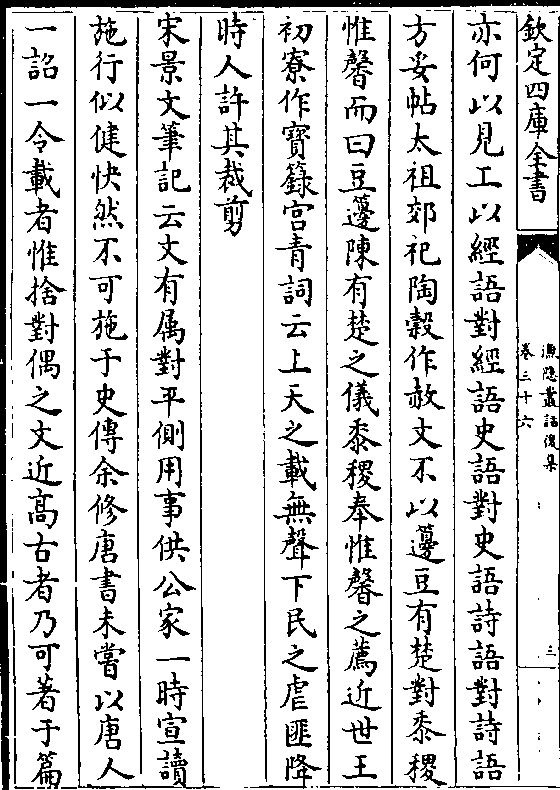 欽定四庫全書
漁隱叢話後集
卷三十六
三
亦何以見工以經語對經語史語對史語詩語對詩語
方妥帖太祖郊祀陶穀作赦文不以籩豆有楚對黍稷
惟馨而曰豆籩陳有楚之儀黍稷奉惟馨之薦近世王
初寮作寶籙宮青詞云上天之載無聲下民之虐匪降
時人許其裁剪
宋景文筆記云文有属對平側用事供公家一時宣讀
施行似健快然不可施于史傳余修唐書未嘗以唐人
一詔一令載者惟捨對偶之文近高古者乃可著于篇